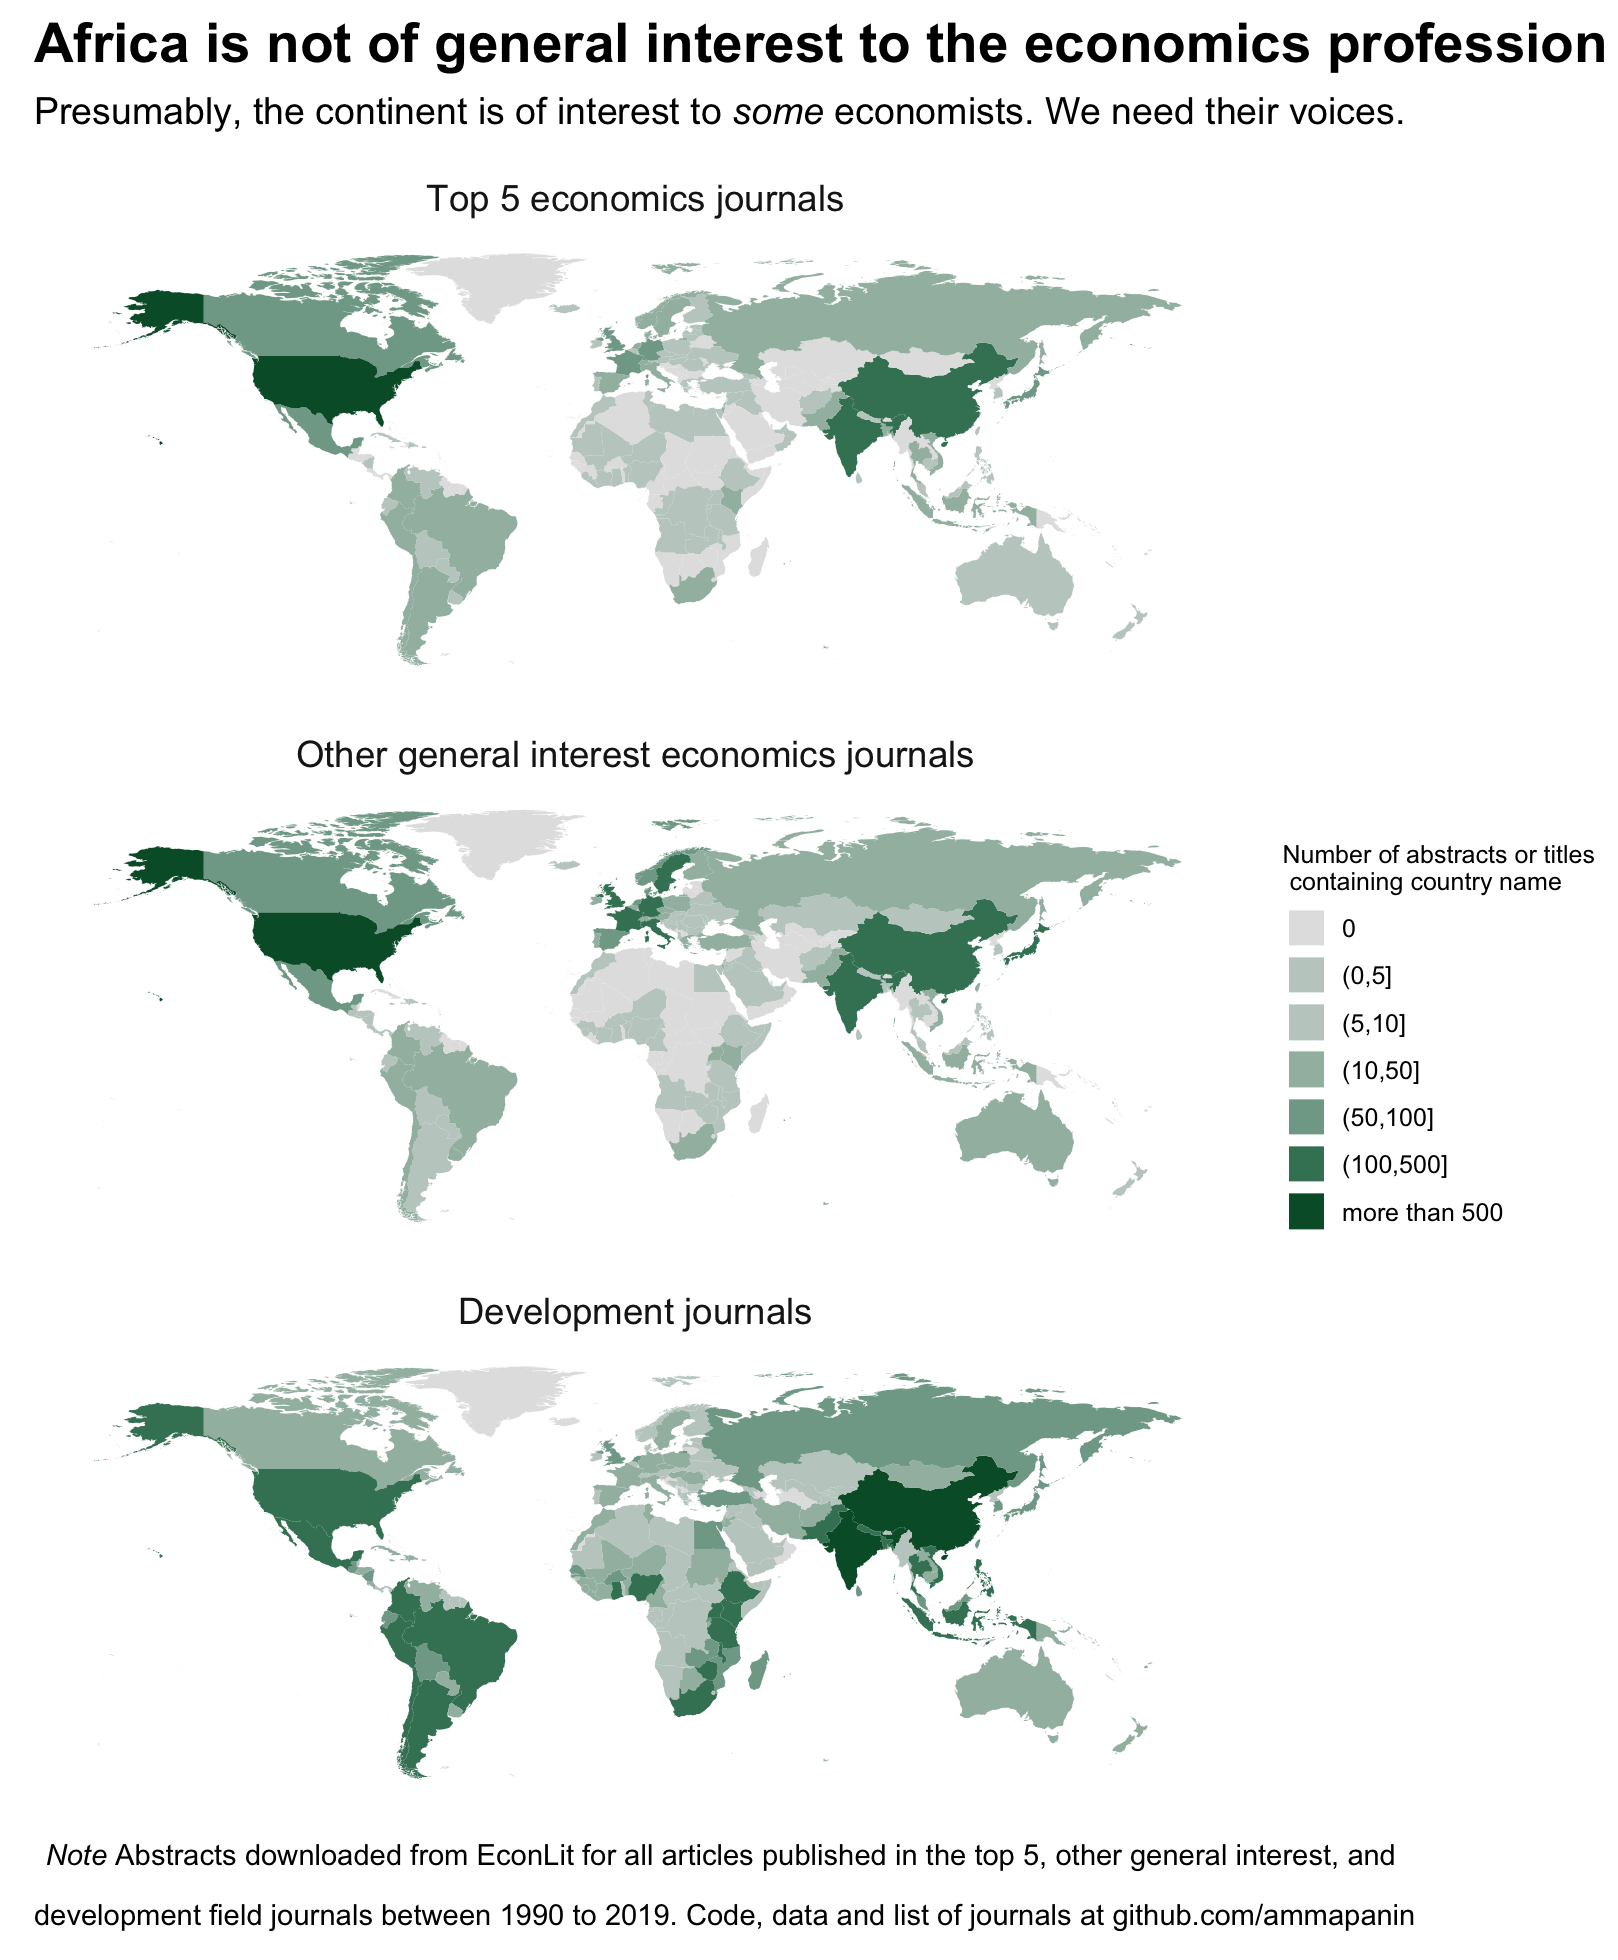 Africa is not of general interest to the economics profession
Presumably, the continent is of interest to some economists. We need their voices.
Top 5 economics journals
Other general interest economics journals
Number of abstracts or titles
containing country name
0
(0,5]
(5,10]
(10,50]
(50,100]
(100,500]
more than 500
Development journals
Note Abstracts downloaded from EconLit for all articles published in the top 5, other general interest, and
development field journals between 1990 to 2019. Code, data and list of journals at github.com/ammapanin